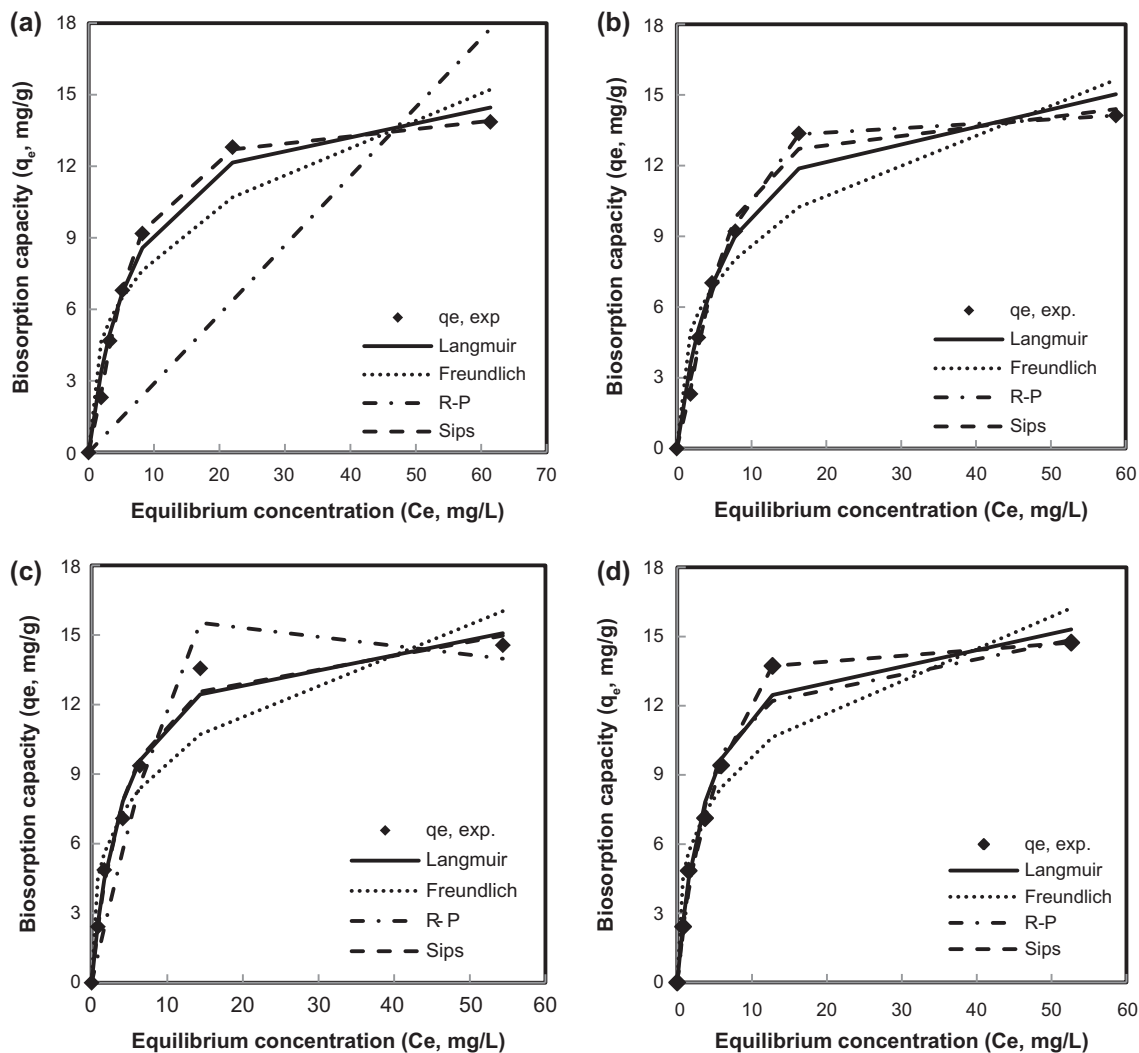 (a)
18
15
12
9
6
3
0
Biosorption capacity (qe, mg/g)
qe, exp
Langmuir
Freundlich
R-P
Sips
0 10 20 30 40 50 60 70
Equilibrium concentration (Ce, mg/L)
(b)
18
15
12
9
6
3
0
Biosorption capacity (qe, mg/g)
qe, exp.
Langmuir
Freundlich
R-P
Sips
0 10 20 30 40 50 60
Equilibrium concentration (Ce, mg/L)
(c)
18
15
12
9
6
3
0
Biosorption capacity (qe, mg/g)
qe, exp.
Langmuir
Freundlich
R-P
Sips
0 10 20 30 40 50 60
Equilibrium concentration (Ce, mg/L)
(d)
18
15
12
9
6
3
0
Biosorption capacity (qe, mg/g)
qe, exp.
Langmuir
Freundlich
R-P
Sips
0 10 20 30 40 50 60
Equilibrium concentration (Ce, mg/L)